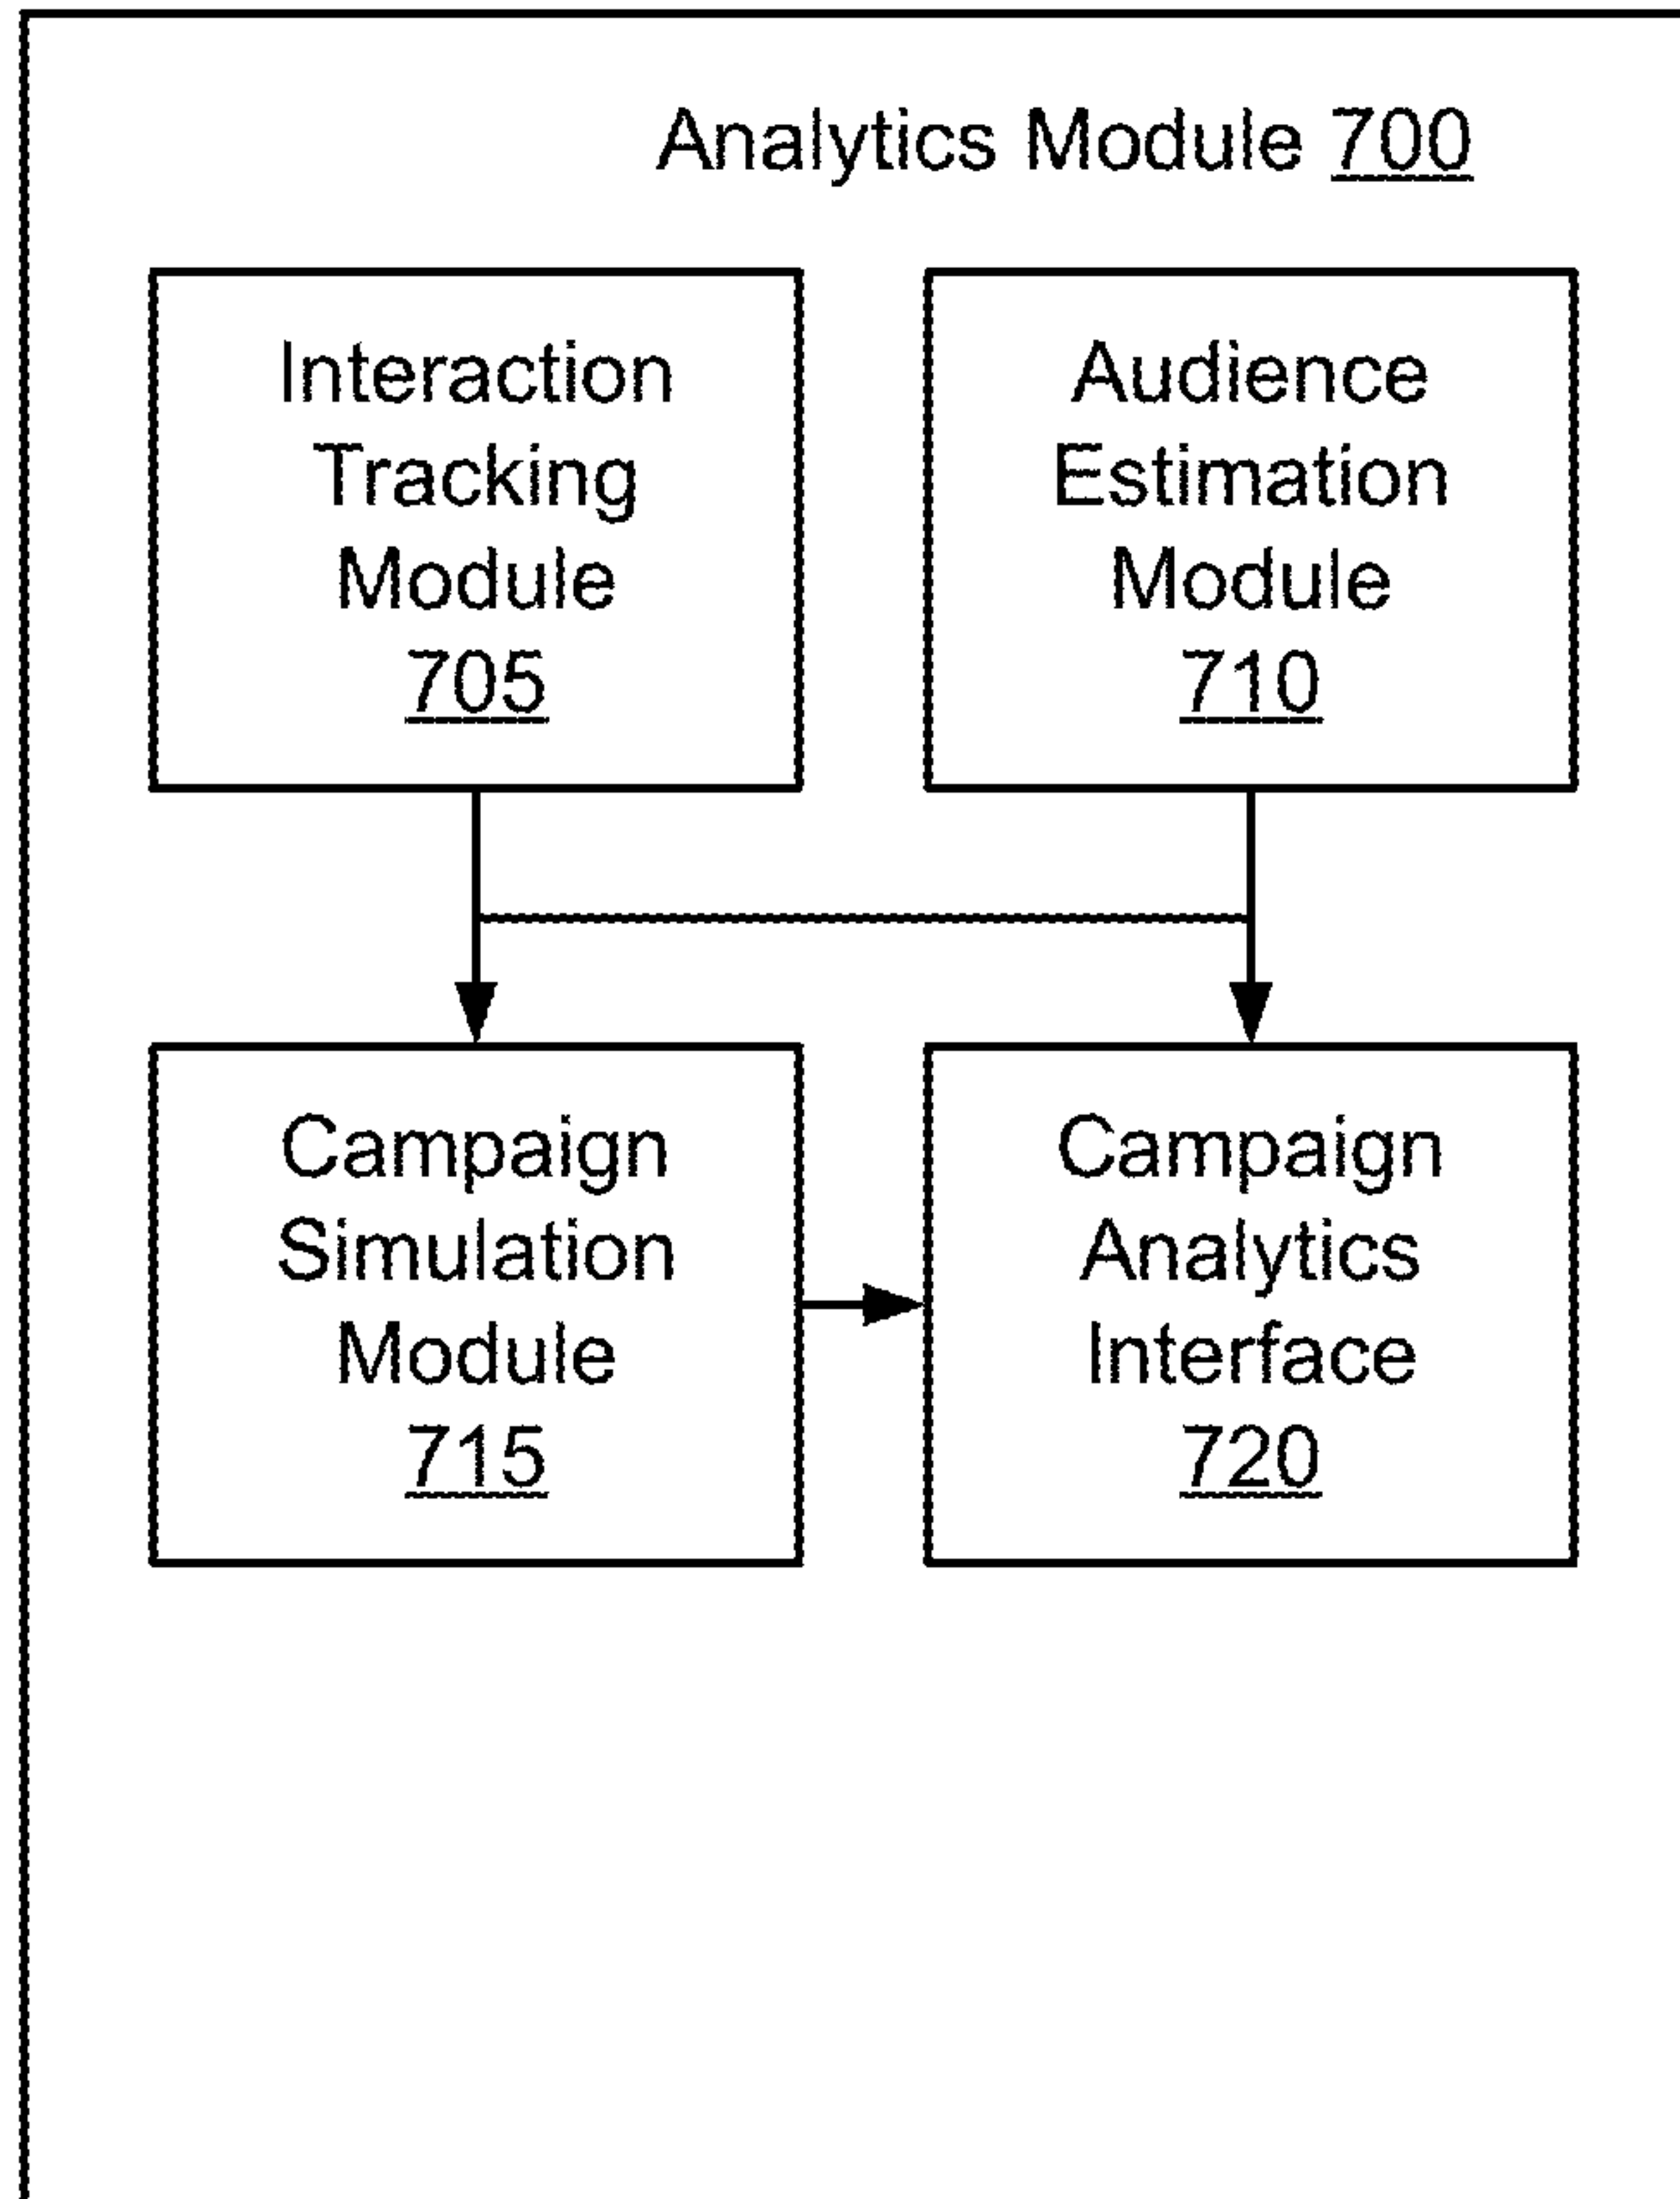 Analytics Module 700
Interaction
Tracking
Module
705
Audience
Estimation
Module
710
Campaign
Simulation
Module
715
Campaign
Analytics
Interface
720